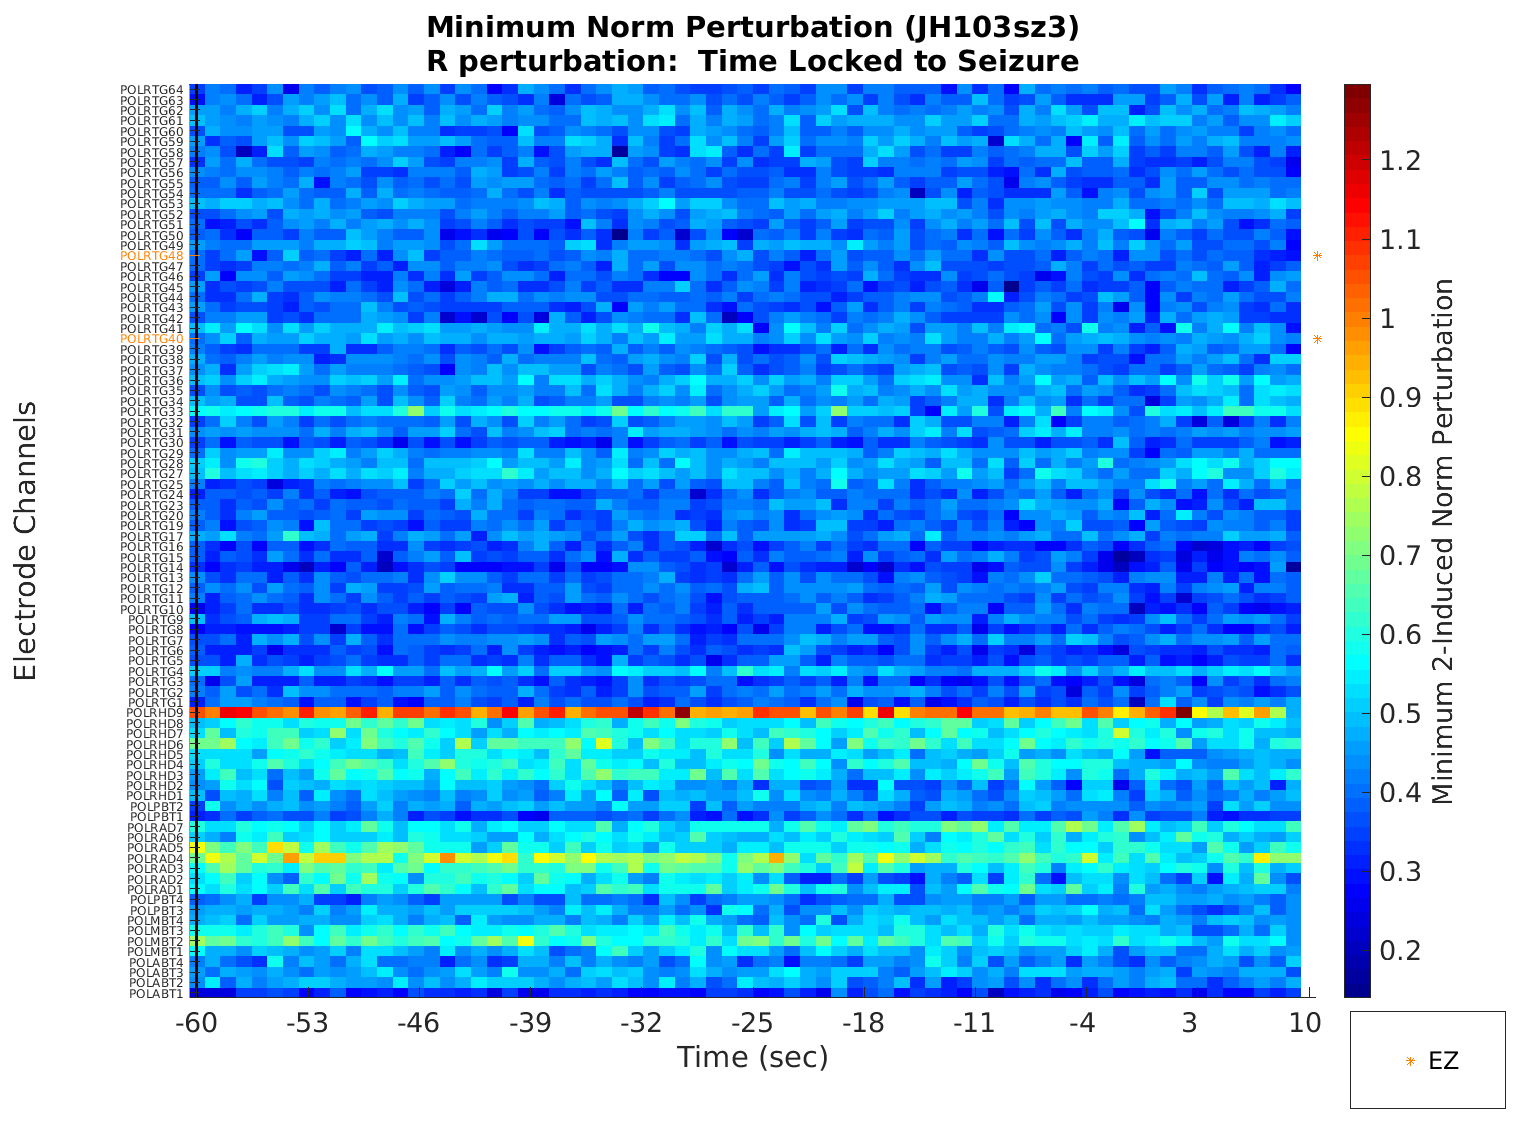 Minimum Norm Perturbation (JH103sz3)
R perturbation:  Time Locked to Seizure
Electrode Channels
POLRTG64
POLRTG63
POLRTG62
POLRTG61
POLRTG60
POLRTG59
POLRTG58
POLRTG57
POLRTG56
POLRTG55
POLRTG54
POLRTG53
POLRTG52
POLRTG51
POLRTG50
POLRTG49
POLRTG48
POLRTG47
POLRTG46
POLRTG45
POLRTG44
POLRTG43
POLRTG42
POLRTG41
POLRTG40
POLRTG39
POLRTG38
POLRTG37
POLRTG36
POLRTG35
POLRTG34
POLRTG33
POLRTG32
POLRTG31
POLRTG30
POLRTG29
POLRTG28
POLRTG27
POLRTG25
POLRTG24
POLRTG23
POLRTG20
POLRTG19
POLRTG17
POLRTG16
POLRTG15
POLRTG14
POLRTG13
POLRTG12
POLRTG11
POLRTG10
POLRTG9
POLRTG8
POLRTG7
POLRTG6
POLRTG5
POLRTG4
POLRTG3
POLRTG2
POLRTG1
POLRHD9
POLRHD8
POLRHD7
POLRHD6
POLRHD5
POLRHD4
POLRHD3
POLRHD2
POLRHD1
POLPBT2
POLPBT1
POLRAD7
POLRAD6
POLRAD5
POLRAD4
POLRAD3
POLRAD2
POLRAD1
POLPBT4
POLPBT3
POLMBT4
POLMBT3
POLMBT2
POLMBT1
POLABT4
POLABT3
POLABT2
POLABT1
-60 -53 -46 -39 -32 -25 -18 -11 -4 3 10
Time (sec)
1.2
1.1
1
0.9
0.8
0.7
0.6
0.5
0.4
0.3
0.2
Minimum 2-Induced Norm Perturbation
EZ